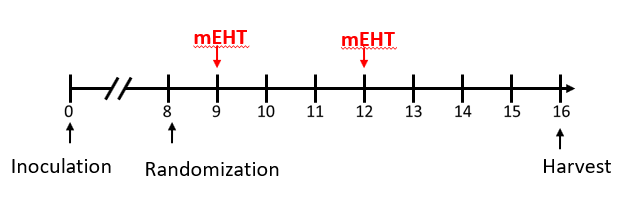 mEHT mEHT
0 8 9 10 11 12 13 14 15 16
Inoculation Randomization Harvest